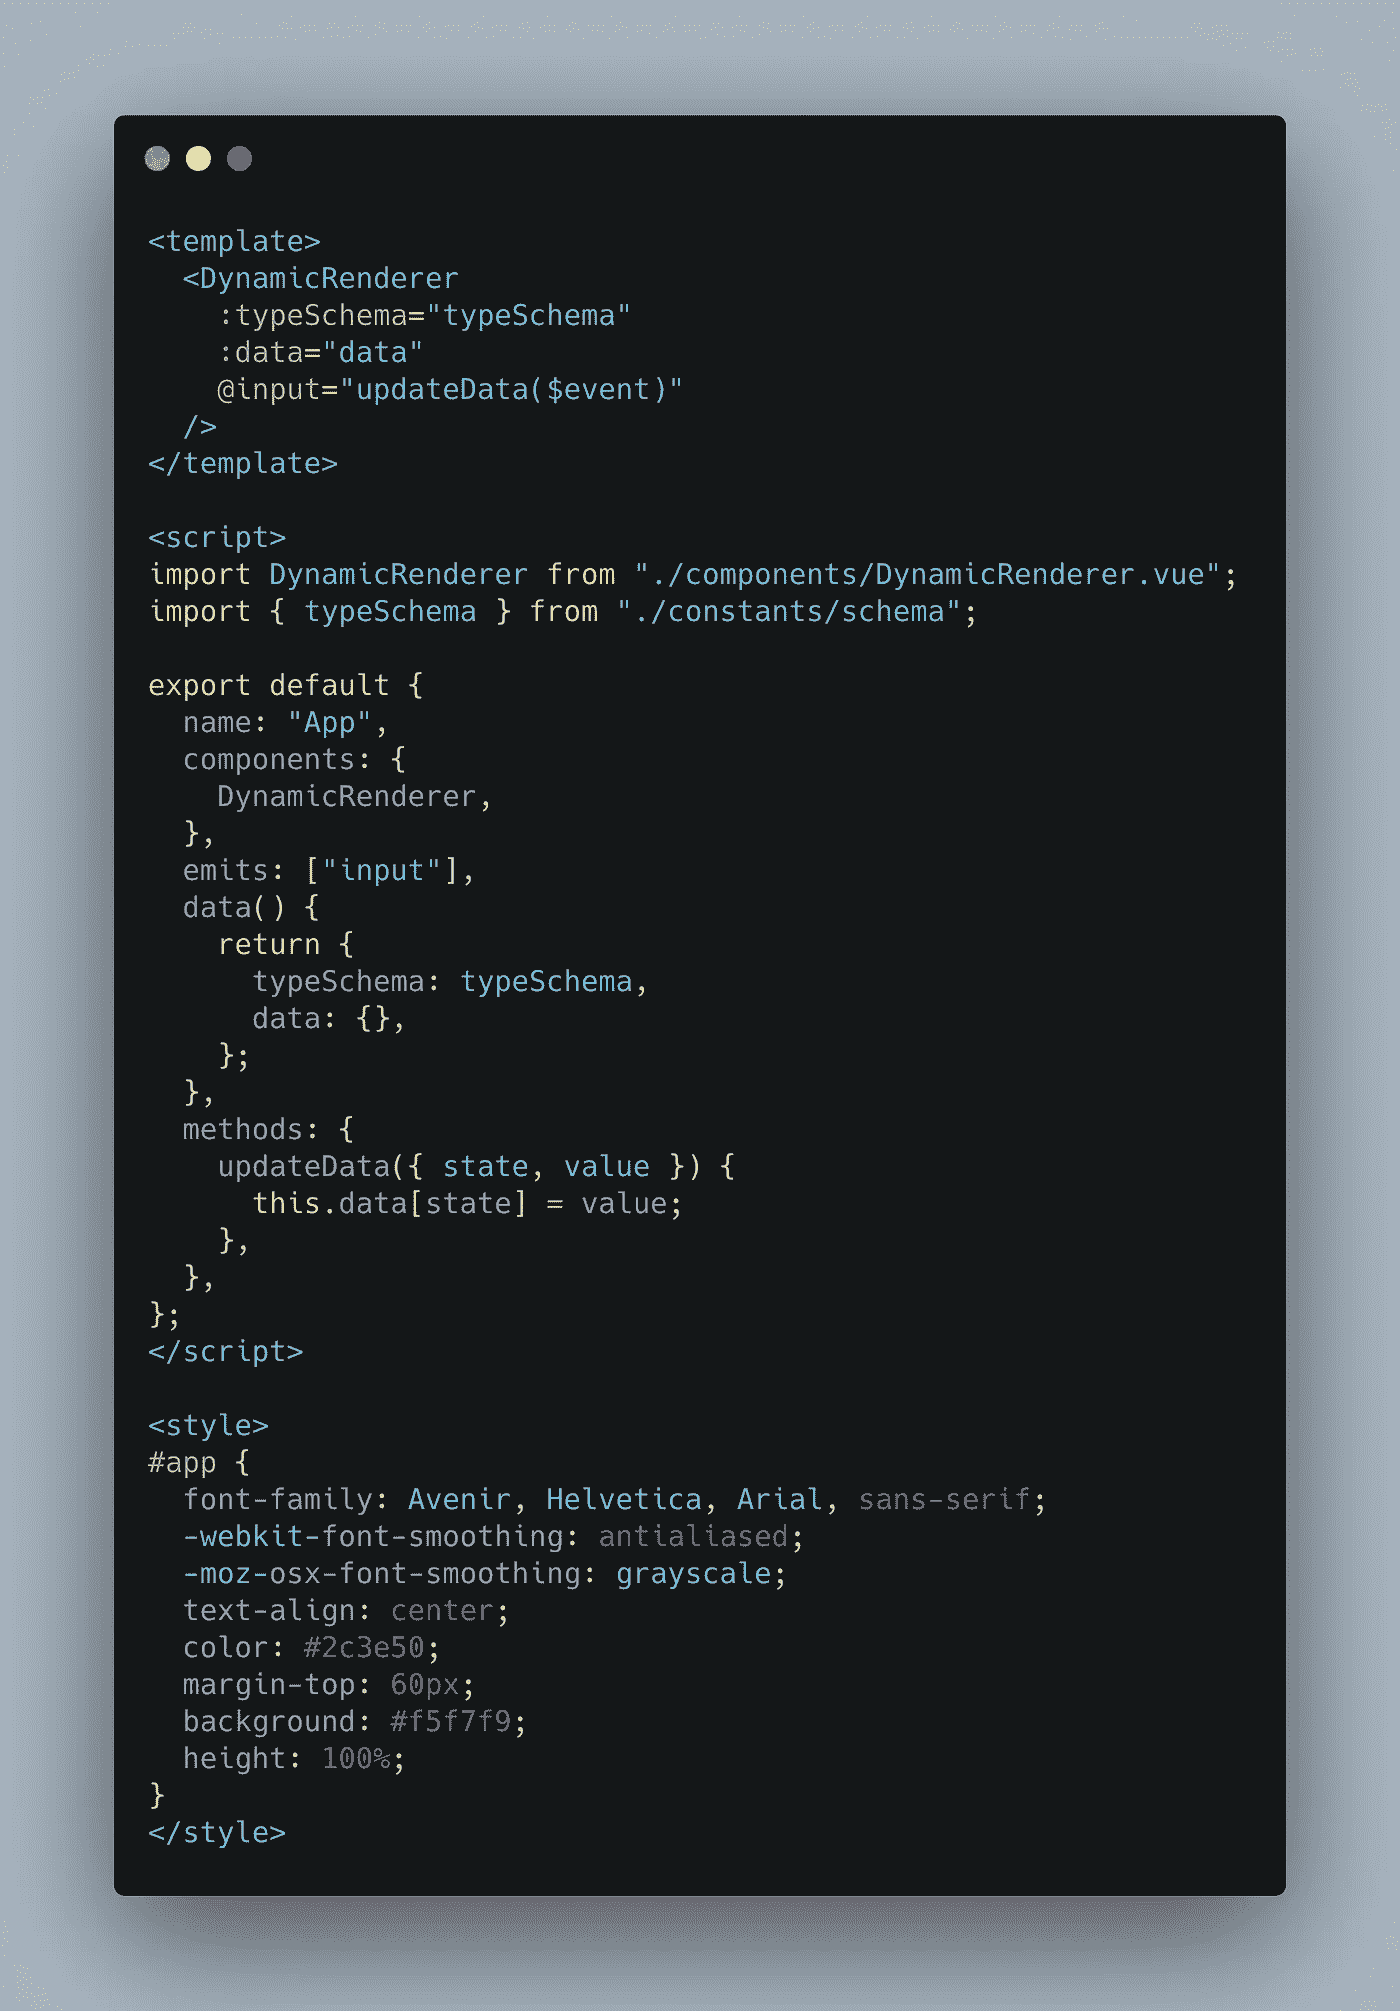 <template>
  <DynamicRenderer
    :typeSchema="typeSchema"
    :data="data"
    @input="updateData($event)"
  />
</template>

<script>
import DynamicRenderer from "./components/DynamicRenderer.vue";
import { typeSchema } from "./constants/schema";

export default {
  name: "App",
  components: {
    DynamicRenderer,
  },
  emits: ["input"],
  data() {
    return {
      typeSchema: typeSchema,
      data: {},
    };
  },
  methods: {
    updateData({ state, value }) {
      this.data[state] = value;
    },
  },
};
</script>

<style>
#app {
  font-family: Avenir, Helvetica, Arial, sans-serif;
  -webkit-font-smoothing: antialiased;
  -moz-osx-font-smoothing: grayscale;
  text-align: center;
  color: #2c3e50;
  margin-top: 60px;
  background: #f5f7f9;
  height: 100%;
}
</style>